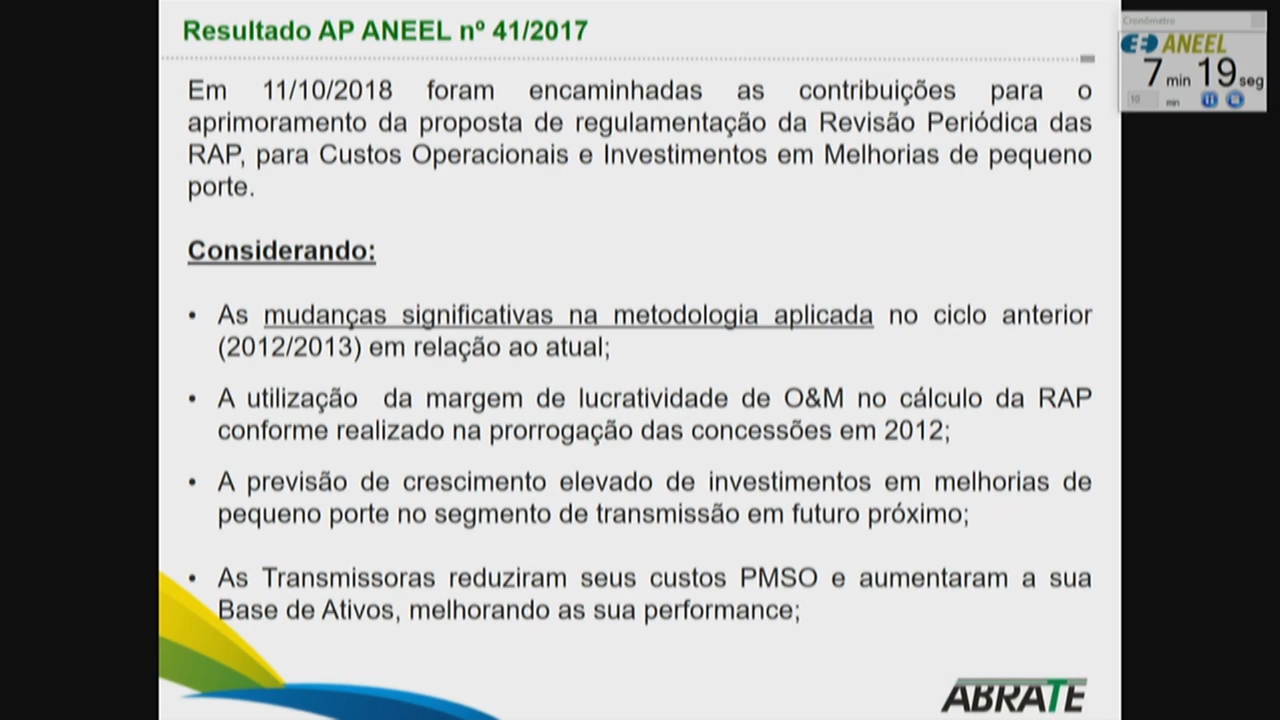 Resultado AP ANEEL nº 41/2017
Cronômetro
ANEEL
7 min 19 seg
10 min
Em 11/10/2018 foram encaminhadas as contribuições para o
aprimoramento da proposta de regulamentação da Revisão Periódica das
RAP, para Custos Operacionais e Investimentos em Melhorias de pequeno
porte.
Considerando:
• As mudanças significativas na metodologia aplicada no ciclo anterior
(2012/2013) em relação ao atual;
• A utilização da margem de lucratividade de O&M no cálculo da RAP
conforme realizado na prorrogação das concessões em 2012;
• A previsão de crescimento elevado de investimentos em melhorias de
pequeno porte no segmento de transmissão em futuro próximo;
• As Transmissoras reduziram seus custos PMSO e aumentaram a sua
Base de Ativos, melhorando as sua performance;
ABRATE